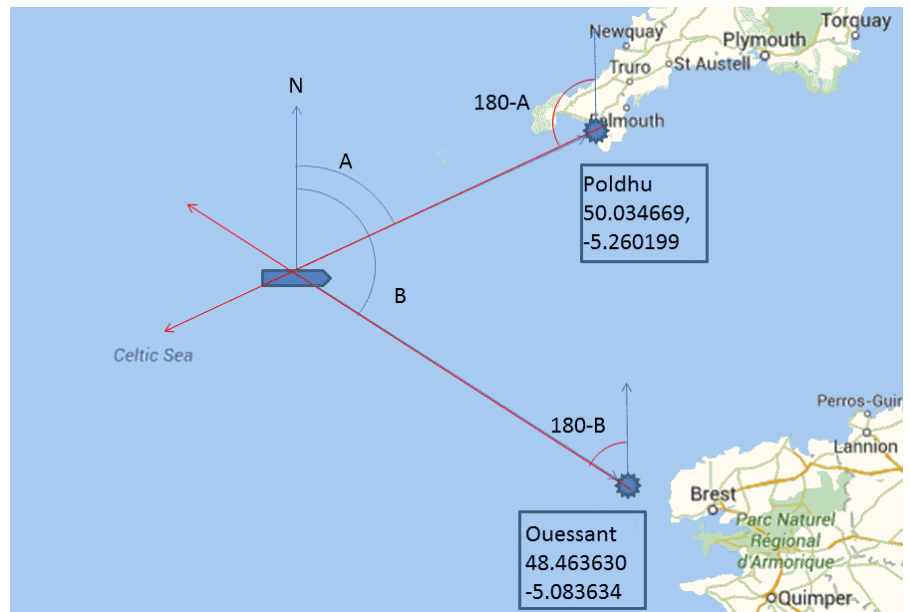 Torquay
Newquay
Plymouth
Truro
St Austell
N
180-A
Falmouth
A
Poldhu
50.034669,
-5.260199
B
Celtic Sea
Perros-Guir
180-B
Lannion
Brest
Ouessant
48.463630
-5.083634
Parc Naturel
Régional
d'Armorique
Quimper